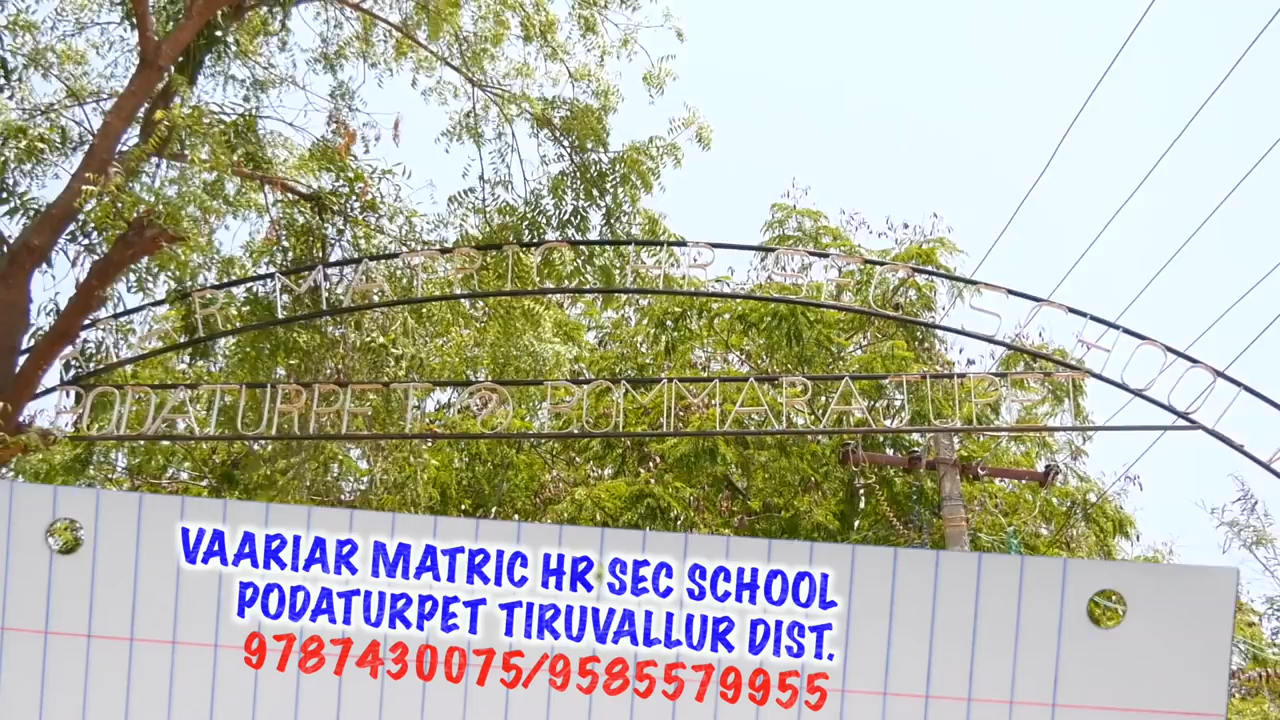 MATRIC. HR SEC SCHOOL
PODATURPET @ BOMMARAJUPET
VAARIAR MATRIC HR SEC SCHOOL
PODATURPET TIRUVALLUR DIST.
9787430075/9585579955